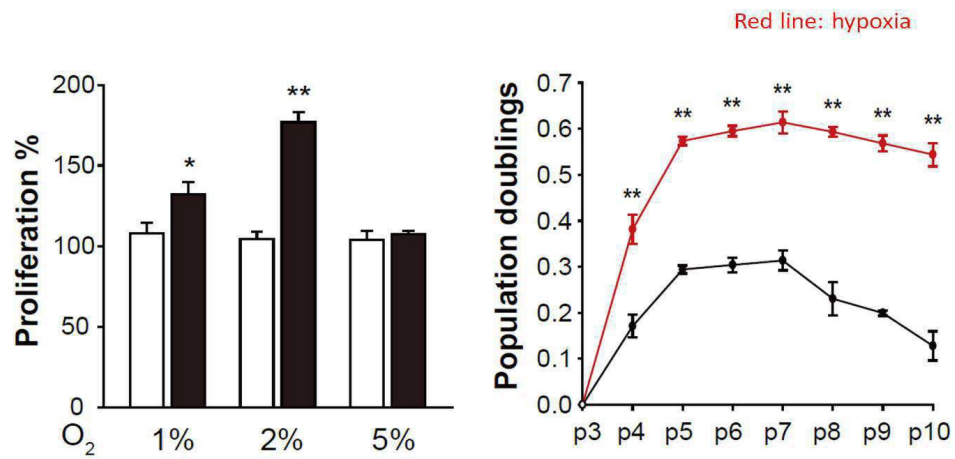 Red line: hypoxia
Proliferation %
200
150
100
50
0
* **
O2 1% 2% 5%
Population doublings
0.7
0.6
0.5
0.4
0.3
0.2
0.1
0.0
** ** ** ** ** ** **
p3 p4 p5 p6 p7 p8 p9 p10